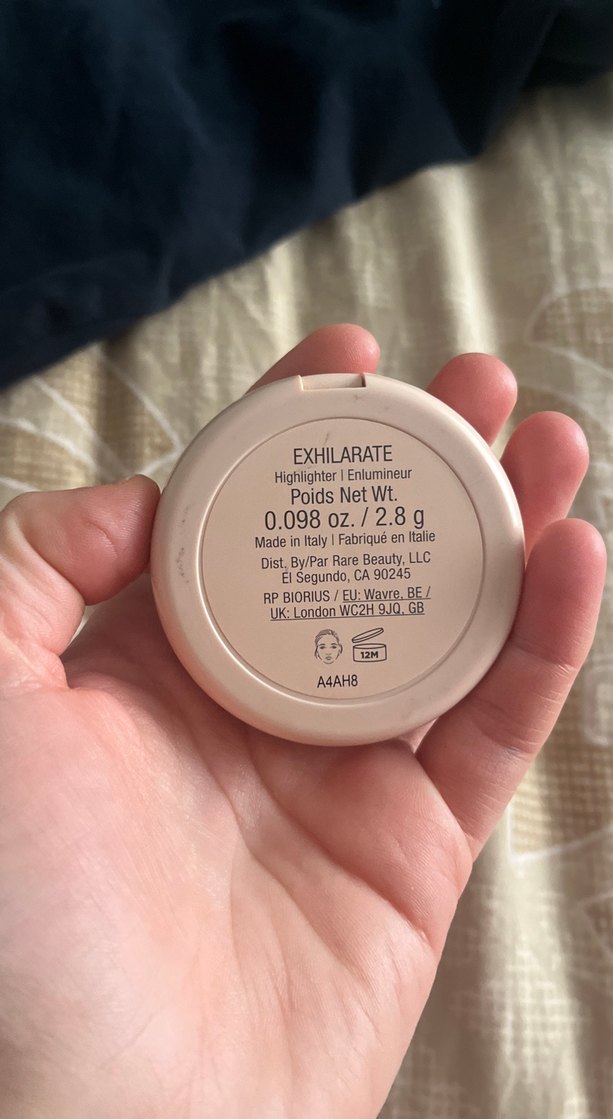 EXHILARATE
Highlighter | Enlumineur
Poids Net Wt.
0.098 oz. / 2.8 g
Made in Italy | Fabriqué en Italie
Dist. By/Par Rare Beauty, LLC
El Segundo, CA 90245
RP BIORIUS / EU: Wavre, BE /
UK: London WC2H 9JQ, GB
12M
A4AH8